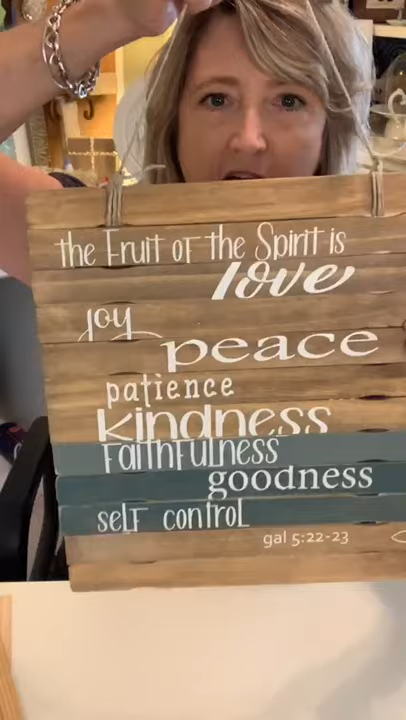 the Fruit of the Spirit is
love
joy
peace
patience
kindness
Faithfulness
goodness
self control
gal 5:22-23